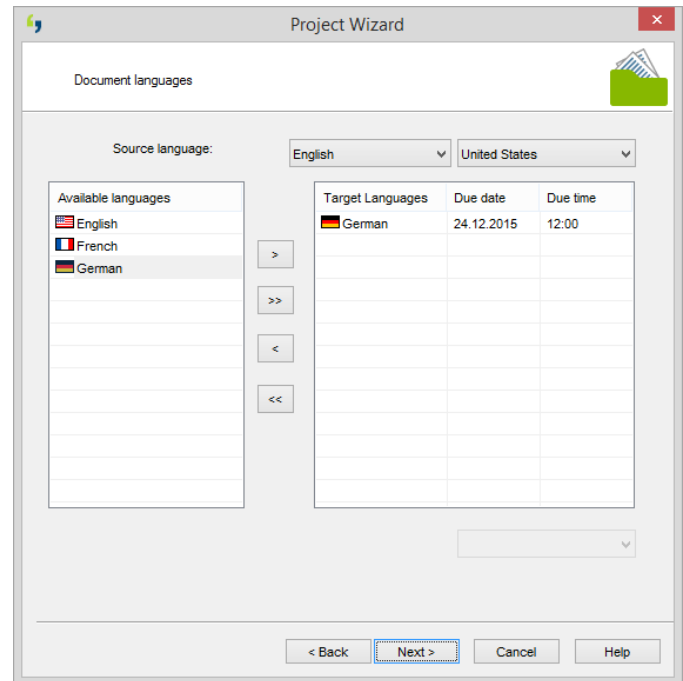 Project Wizard
Document languages
Source language: English United States
Available languages
English
French
German
>
>>
<
<<
Target Languages Due date Due time
German 24.12.2015 12:00
< Back Next > Cancel Help